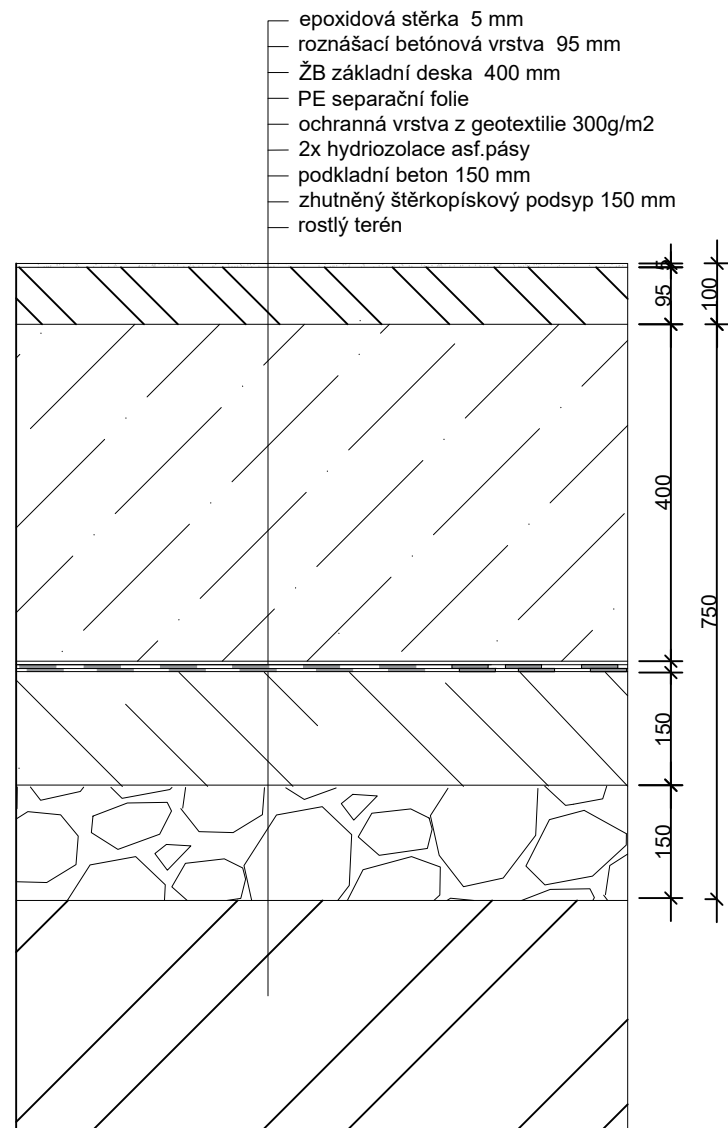 epoxidová stěrka 5 mm
roznášací betónová vrstva 95 mm
ŽB základní deska 400 mm
PE separační folie
ochranná vrstva z geotextilie 300g/m2
2x hydriozolace asf.pásy
podkladní beton 150 mm
zhutněný štěrkopískový podsyp 150 mm
rostlý terén
5
95
100
400
750
150
150